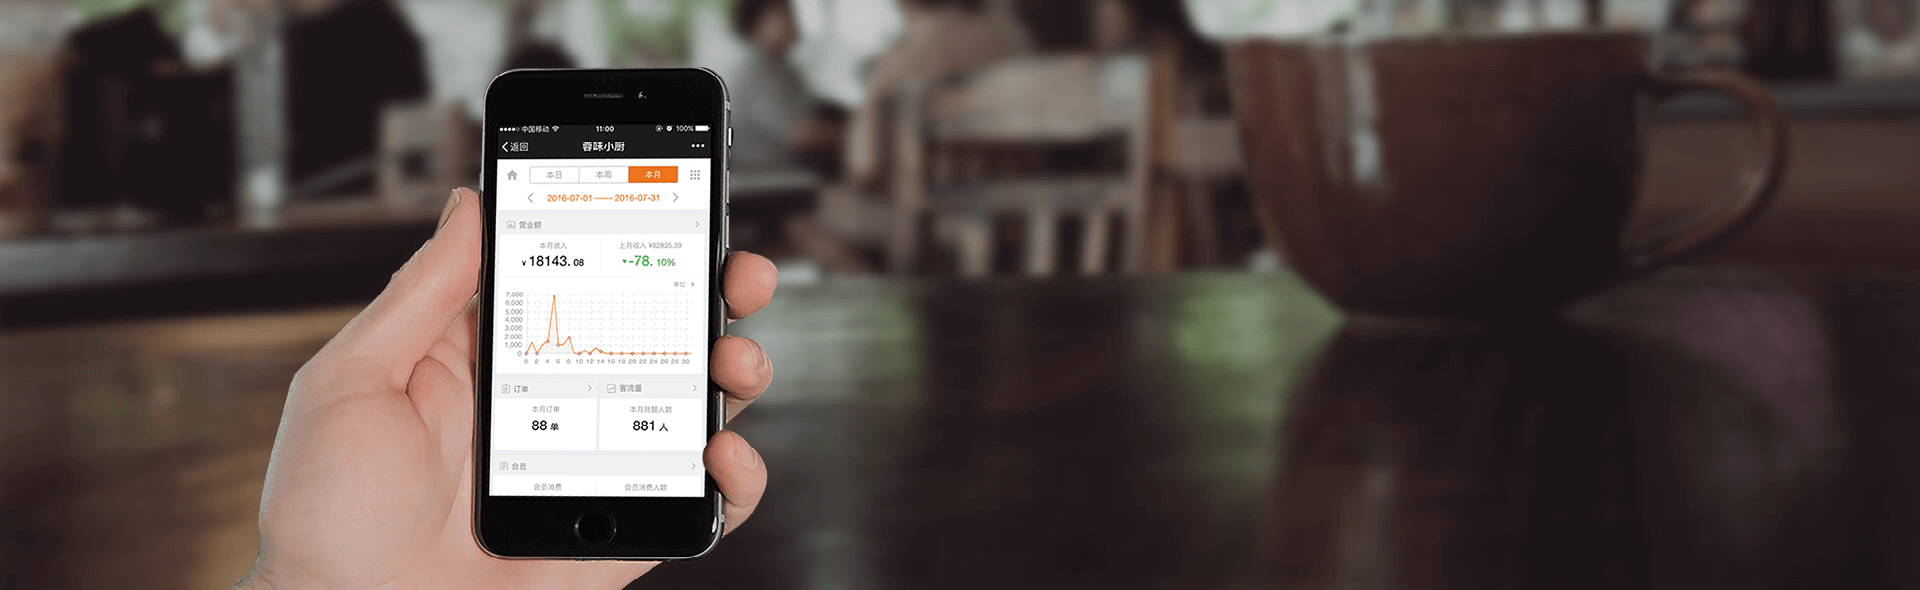 中国移动 11:00 100%
返回 蓉味小厨
本日 本周 本月
2016-07-01 —— 2016-07-31
营业额
本月收入 上月收入 ¥82835.39
¥ 18143. 08 ▼-78. 10%
单位: ¥
7,000
6,000
5,000
4,000
3,000
2,000
1,000
0
0 2 4 6 8 10 12 14 16 18 20 22 24 26 28 30
订单 客流量
本月订单 本月就餐人数
88 单 881 人
会员
会员消费 会员消费人数